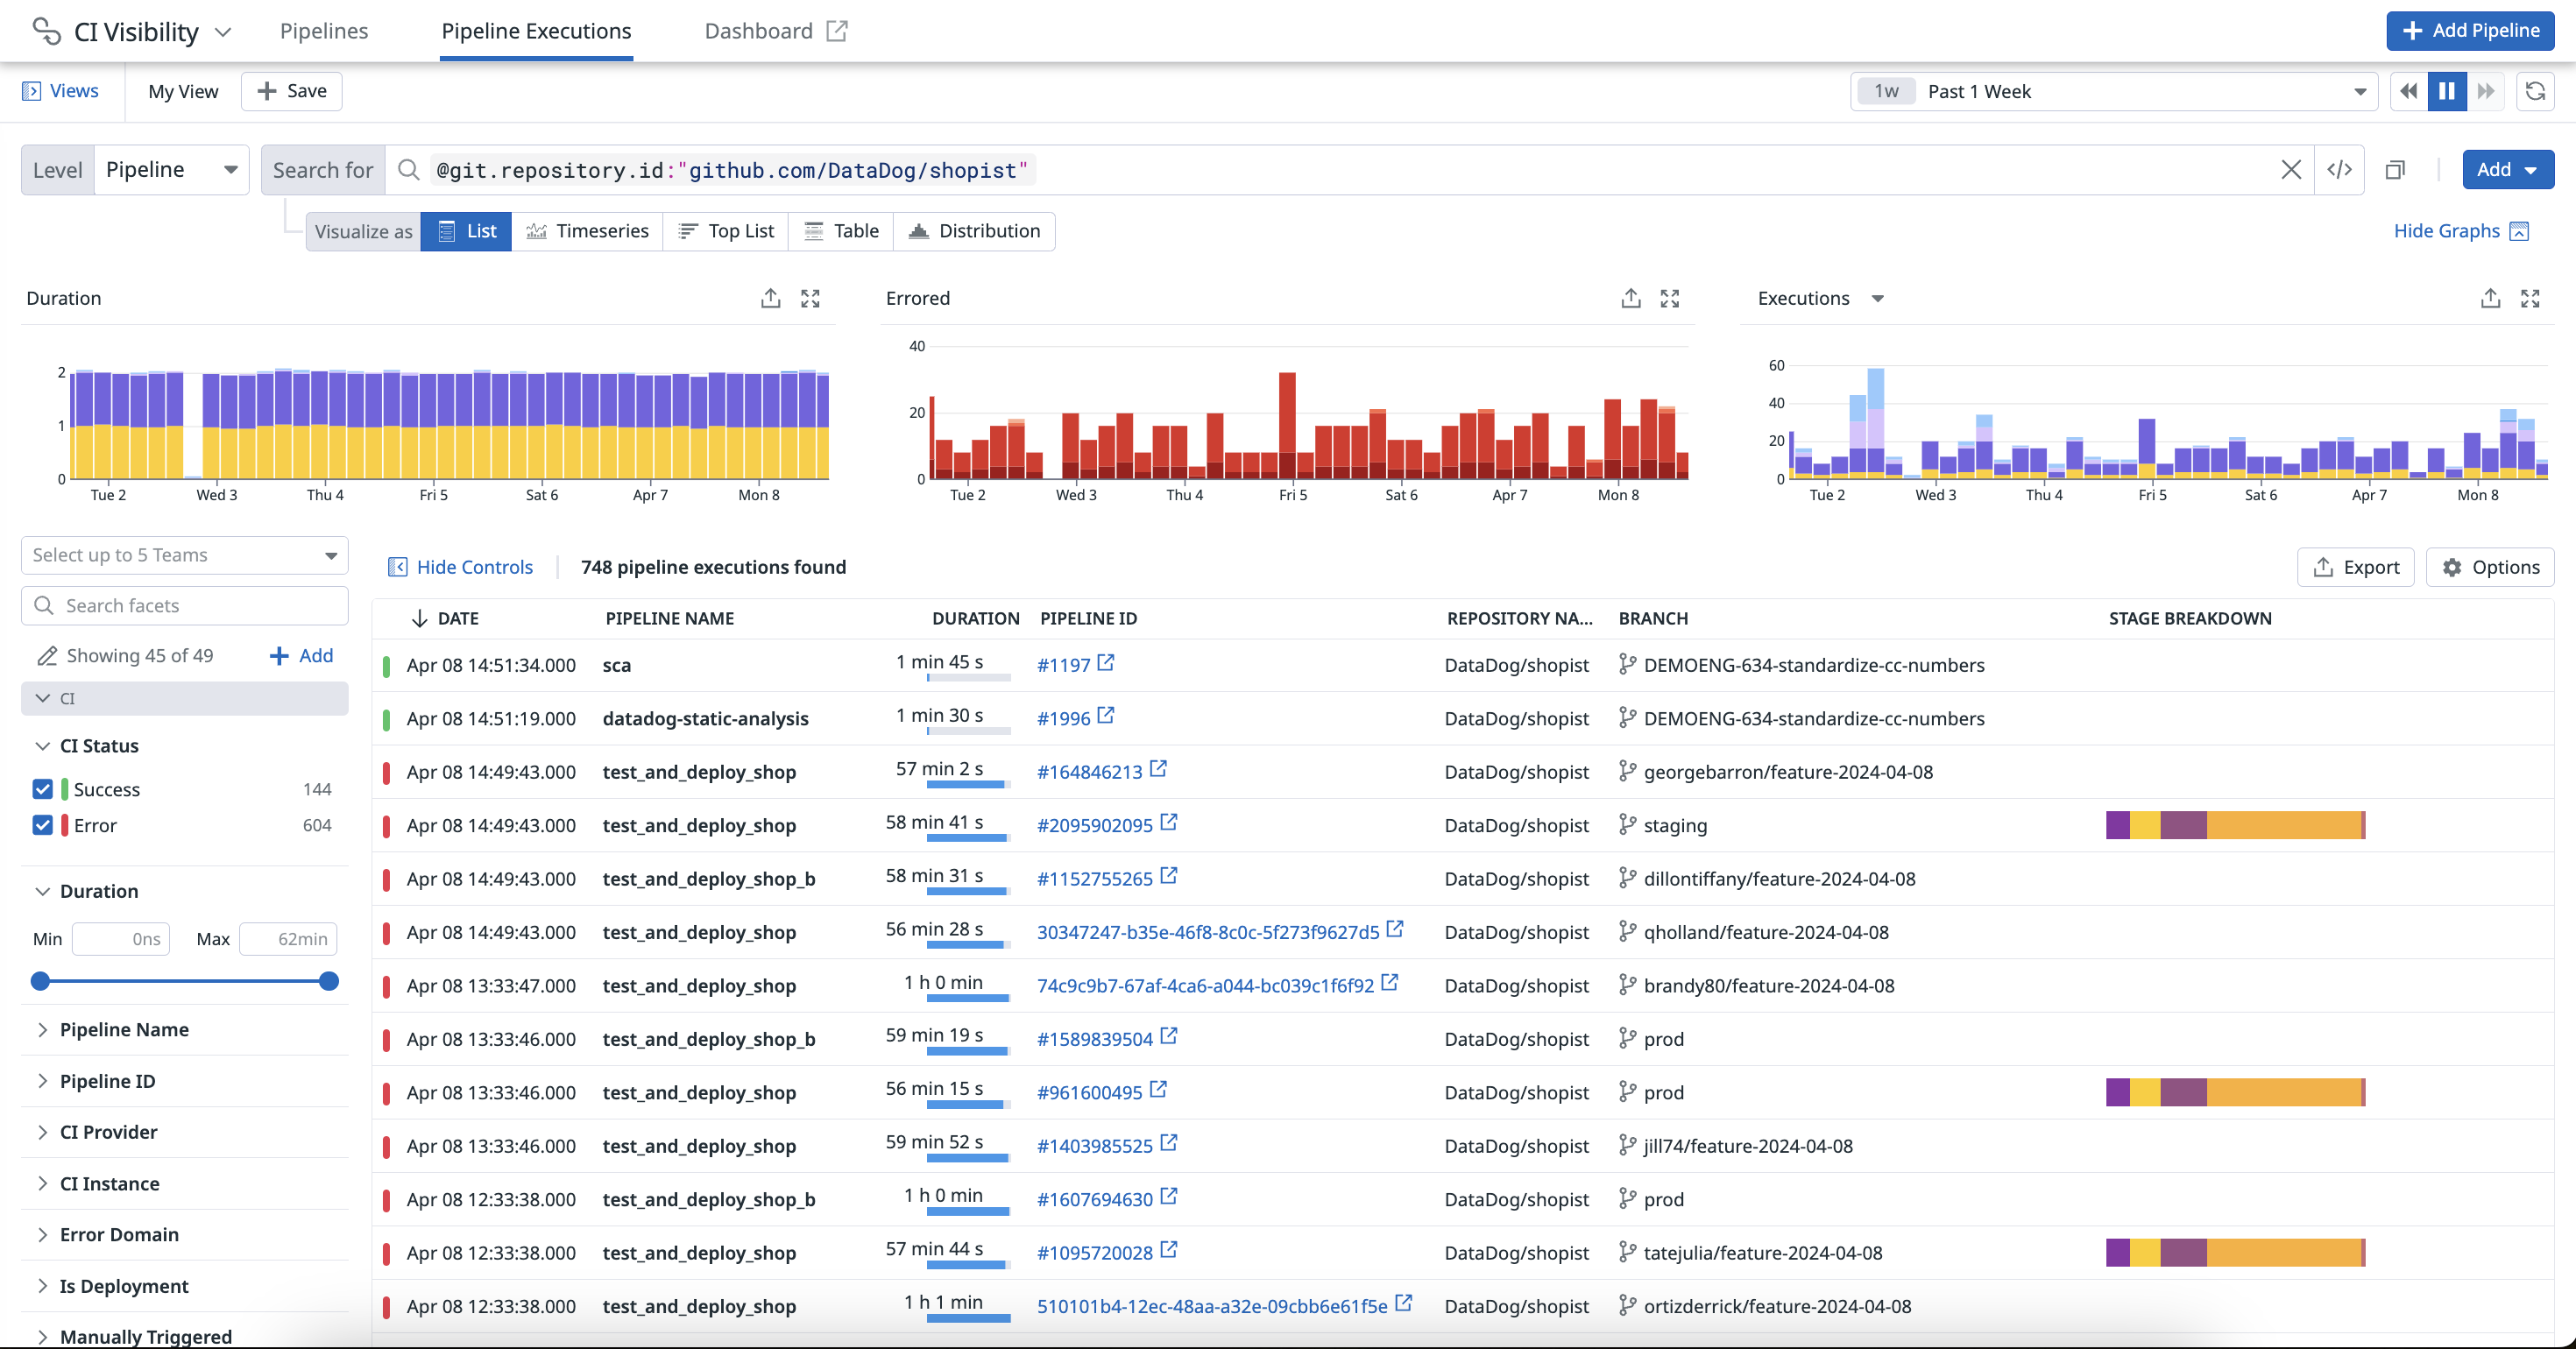 CI Visibility Pipelines Pipeline Executions Dashboard Add Pipeline
Views My View Save 1w Past 1 Week
Level Pipeline Search for @git.repository.id:"github.com/DataDog/shopist" </> Add
Visualize as List Timeseries Top List Table Distribution Hide Graphs
Duration
2
1
0
Tue 2 Wed 3 Thu 4 Fri 5 Sat 6 Apr 7 Mon 8
Errored
40
20
0
Tue 2 Wed 3 Thu 4 Fri 5 Sat 6 Apr 7 Mon 8
Executions
60
40
20
0
Tue 2 Wed 3 Thu 4 Fri 5 Sat 6 Apr 7 Mon 8
Select up to 5 Teams
Search facets
Showing 45 of 49 Add
CI
CI Status
Success 144
Error 604
Duration
Min 0ns Max 62min
Pipeline Name
Pipeline ID
CI Provider
CI Instance
Error Domain
Is Deployment
Manually Triggered
Hide Controls 748 pipeline executions found Export Options
DATE PIPELINE NAME DURATION PIPELINE ID REPOSITORY NA... BRANCH STAGE BREAKDOWN
Apr 08 14:51:34.000 sca 1 min 45 s #1197 DataDog/shopist DEMOENG-634-standardize-cc-numbers
Apr 08 14:51:19.000 datadog-static-analysis 1 min 30 s #1996 DataDog/shopist DEMOENG-634-standardize-cc-numbers
Apr 08 14:49:43.000 test_and_deploy_shop 57 min 2 s #164846213 DataDog/shopist georgebarron/feature-2024-04-08
Apr 08 14:49:43.000 test_and_deploy_shop 58 min 41 s #2095902095 DataDog/shopist staging
Apr 08 14:49:43.000 test_and_deploy_shop_b 58 min 31 s #1152755265 DataDog/shopist dillontiffany/feature-2024-04-08
Apr 08 14:49:43.000 test_and_deploy_shop 56 min 28 s 30347247-b35e-46f8-8c0c-5f273f9627d5 DataDog/shopist qholland/feature-2024-04-08
Apr 08 13:33:47.000 test_and_deploy_shop 1 h 0 min 74c9c9b7-67af-4ca6-a044-bc039c1f6f92 DataDog/shopist brandy80/feature-2024-04-08
Apr 08 13:33:46.000 test_and_deploy_shop_b 59 min 19 s #1589839504 DataDog/shopist prod
Apr 08 13:33:46.000 test_and_deploy_shop 56 min 15 s #961600495 DataDog/shopist prod
Apr 08 13:33:46.000 test_and_deploy_shop 59 min 52 s #1403985525 DataDog/shopist jill74/feature-2024-04-08
Apr 08 12:33:38.000 test_and_deploy_shop_b 1 h 0 min #1607694630 DataDog/shopist prod
Apr 08 12:33:38.000 test_and_deploy_shop 57 min 44 s #1095720028 DataDog/shopist tatejulia/feature-2024-04-08
Apr 08 12:33:38.000 test_and_deploy_shop 1 h 1 min 510101b4-12ec-48aa-a32e-09cbb6e61f5e DataDog/shopist ortizderrick/feature-2024-04-08